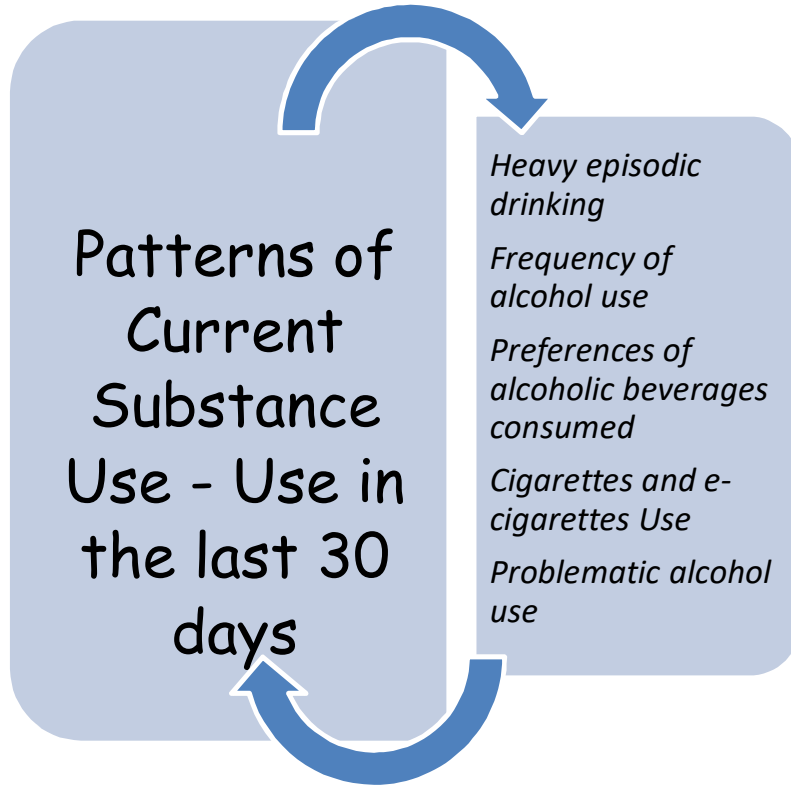 Patterns of
Current
Substance
Use - Use in
the last 30
days
Heavy episodic
drinking
Frequency of
alcohol use
Preferences of
alcoholic beverages
consumed
Cigarettes and e-
cigarettes Use
Problematic alcohol
use